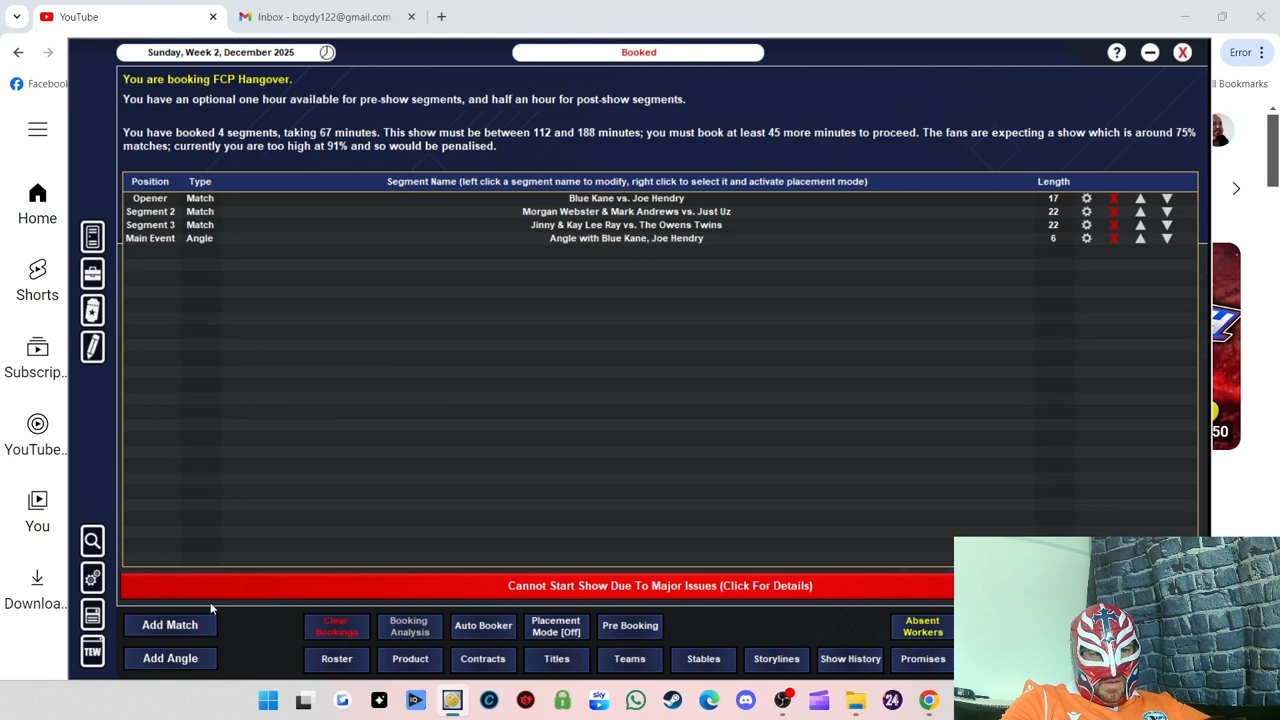 YouTube
Inbox - boydy122@gmail.com
Error
Facebook
ll Bookmarks
Sunday, Week 2, December 2025
Booked
?
X
You are booking FCP Hangover.
You have an optional one hour available for pre-show segments, and half an hour for post-show segments.
You have booked 4 segments, taking 67 minutes. This show must be between 112 and 188 minutes; you must book at least 45 more minutes to proceed. The fans are expecting a show which is around 75%
matches; currently you are too high at 91% and so would be penalised.
Position Type Segment Name (left click a segment name to modify, right click to select it and activate placement mode) Length
Opener Match Blue Kane vs. Joe Hendry 17
Segment 2 Match Morgan Webster & Mark Andrews vs. Just Uz 22
Segment 3 Match Jinny & Kay Lee Ray vs. The Owens Twins 22
Main Event Angle Angle with Blue Kane, Joe Hendry 6
Home
Shorts
Subscrip..
YouTube..
You
Downloa...
50
Cannot Start Show Due To Major Issues (Click For Details)
Add Match
Clear
Bookings
Booking
Analysis
Auto Booker
Placement
Mode [Off]
Pre Booking
Absent
Workers
Add Angle
Roster
Product
Contracts
Titles
Teams
Stables
Storylines
Show History
Promises
TEW
sky
24